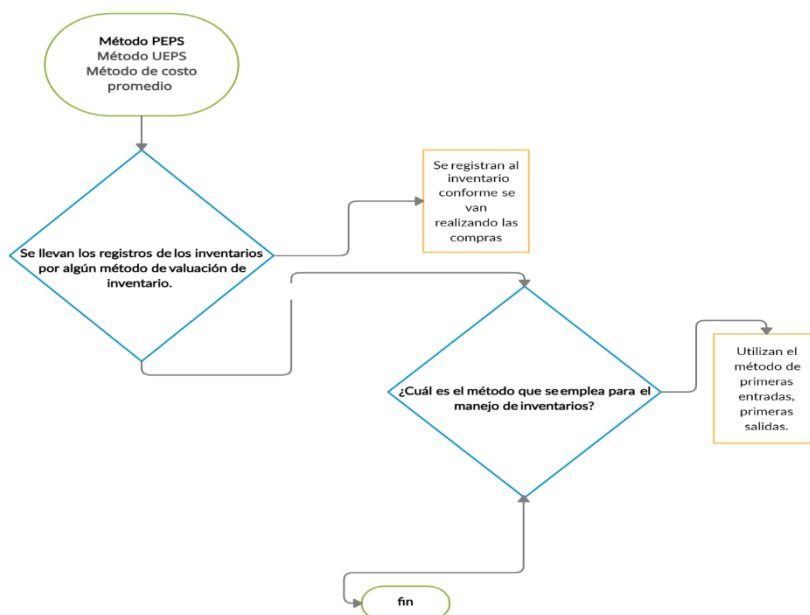 Método PEPS
Método UEPS
Método de costo
promedio
Se registran al
inventario
conforme se
van
realizando las
compras
Se llevan los registros de los inventarios
por algún método de valuación de
inventario.
¿Cuál es el método que se emplea para el
manejo de inventarios?
Utilizan el
método de
primeras
entradas,
primeras
salidas.
fin